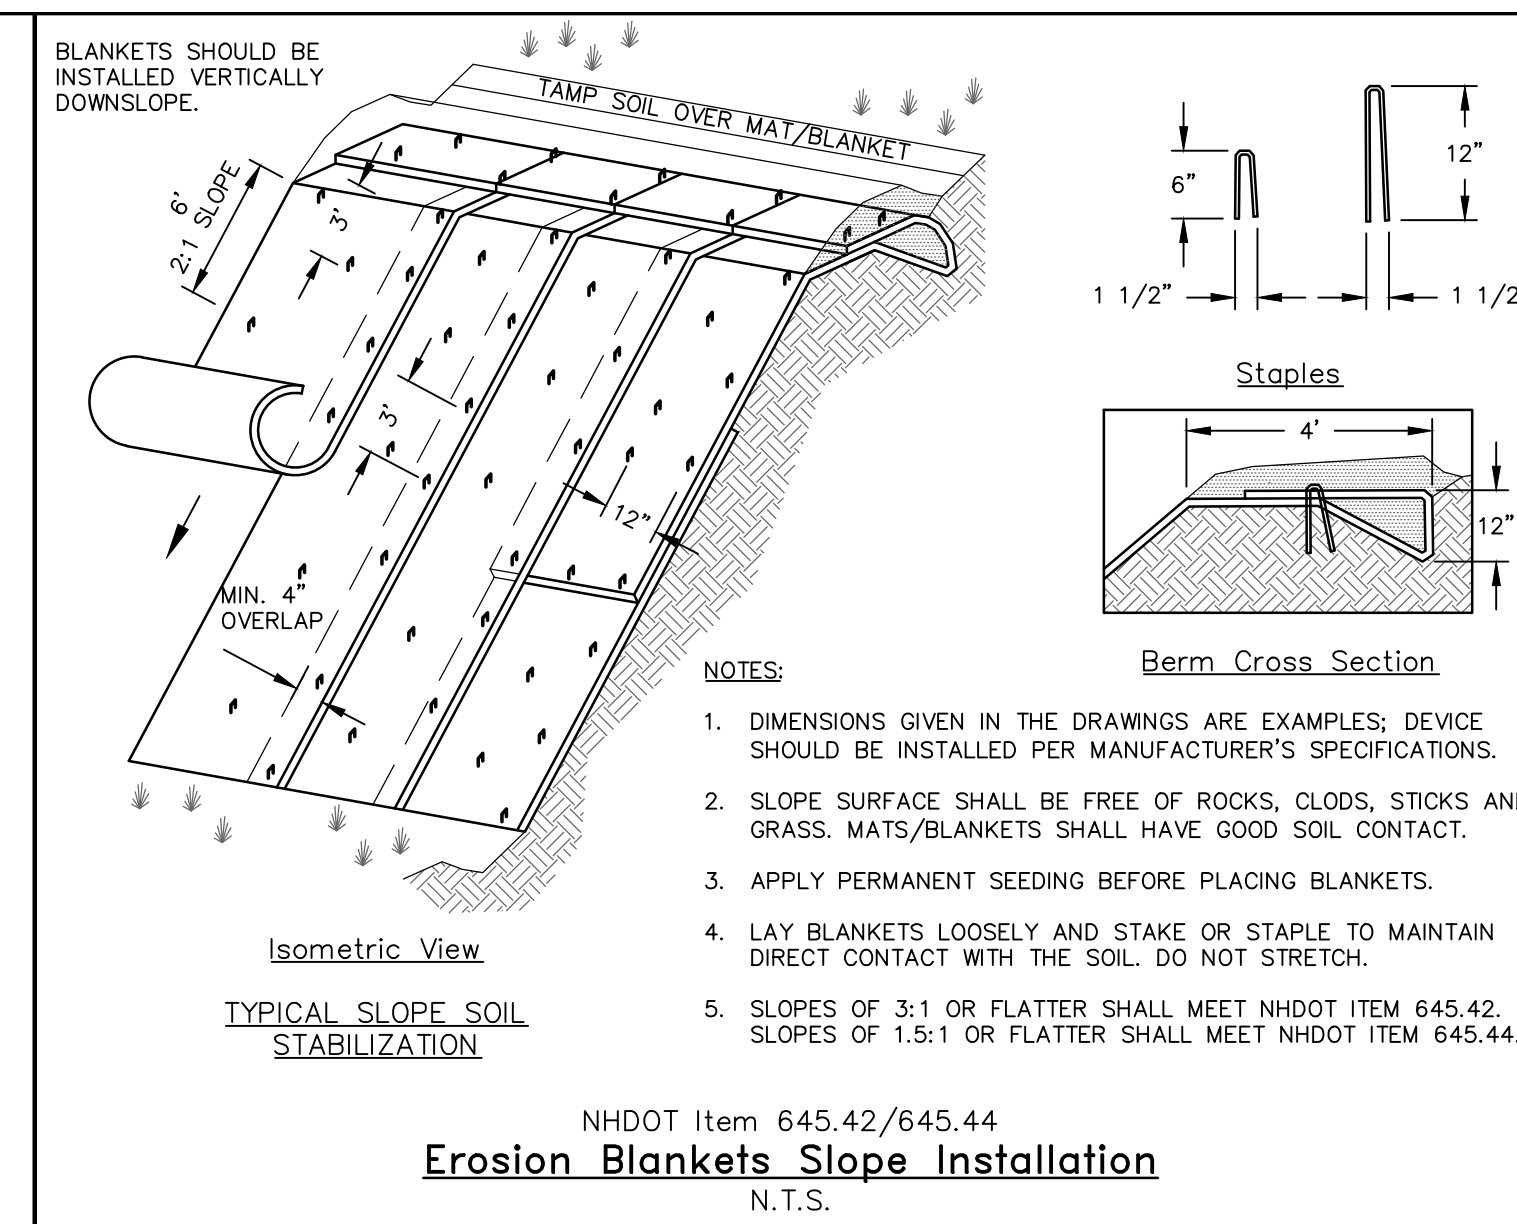 BLANKETS SHOULD BE
INSTALLED VERTICALLY
DOWNSLOPE.
TAMP SOIL OVER MAT/BLANKET
6'
2:1 SLOPE
3'
3'
12"
MIN. 4"
OVERLAP
Isometric View
TYPICAL SLOPE SOIL
STABILIZATION
6"
12"
1 1/2"
1 1/2
Staples
4'
12"
Berm Cross Section
NOTES:
1. DIMENSIONS GIVEN IN THE DRAWINGS ARE EXAMPLES; DEVICE
SHOULD BE INSTALLED PER MANUFACTURER'S SPECIFICATIONS.
2. SLOPE SURFACE SHALL BE FREE OF ROCKS, CLODS, STICKS AN
GRASS. MATS/BLANKETS SHALL HAVE GOOD SOIL CONTACT.
3. APPLY PERMANENT SEEDING BEFORE PLACING BLANKETS.
4. LAY BLANKETS LOOSELY AND STAKE OR STAPLE TO MAINTAIN
DIRECT CONTACT WITH THE SOIL. DO NOT STRETCH.
5. SLOPES OF 3:1 OR FLATTER SHALL MEET NHDOT ITEM 645.42.
SLOPES OF 1.5:1 OR FLATTER SHALL MEET NHDOT ITEM 645.44.
NHDOT Item 645.42/645.44
Erosion Blankets Slope Installation
N.T.S.